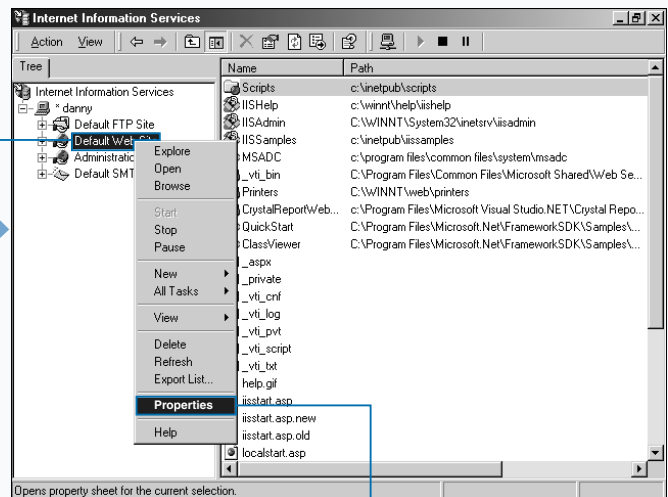 Internet Information Services
Action View
Tree
Name Path
Internet Information Services
* danny
Default FTP Site
Default Web Site
Default SMT
Explore
Open
Browse
Start
Stop
Pause
New
All Tasks
View
Delete
Refresh
Export List...
Properties
Help
Scripts c:\inetpub\scripts
IISHelp c:\winnt\help\iishelp
IISAdmin C:\WINNT\System32\inetsrv\iisadmin
IISSamples c:\inetpub\iissamples
MSADC c:\program files\common files\system\msadc
_vti_bin C:\Program Files\Common Files\Microsoft Shared\Web Se...
Printers C:\WINNT\web\printers
CrystalReportWeb... c:\Program Files\Microsoft Visual Studio.NET\Crystal Repo...
QuickStart C:\Program Files\Microsoft.Net\FrameworkSDK\Samples\...
ClassViewer C:\Program Files\Microsoft.Net\FrameworkSDK\Samples\...
_aspx
_private
_vti_cnf
_vti_log
_vti_pvt
_vti_script
_vti_txt
help.gif
iisstart.asp
iisstart.asp.new
iisstart.asp.old
localstart.asp
Opens property sheet for the current selection.